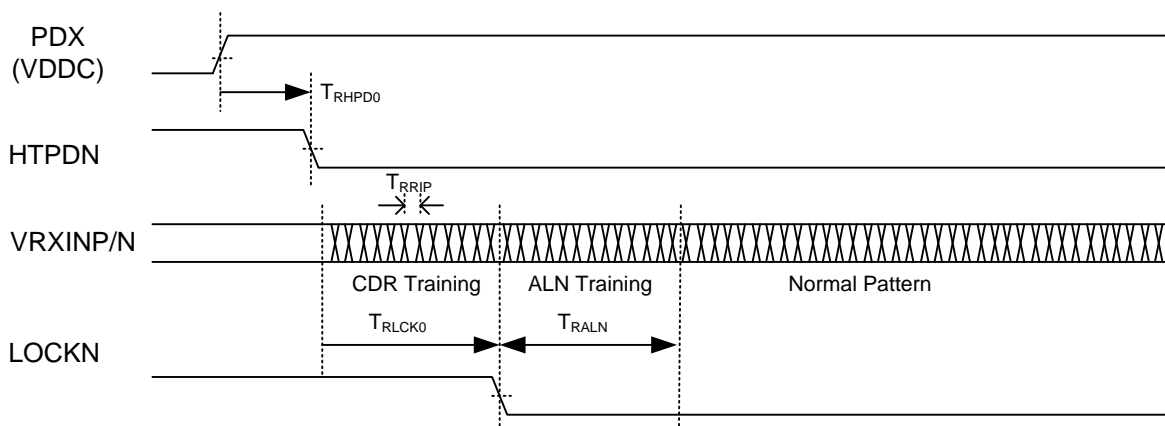 PDX
(VDDC)
TRHPD0
HTPDN
TRRIP
VRXINP/N
CDR Training
ALN Training
Normal Pattern
TRLCK0
TRALN
LOCKN